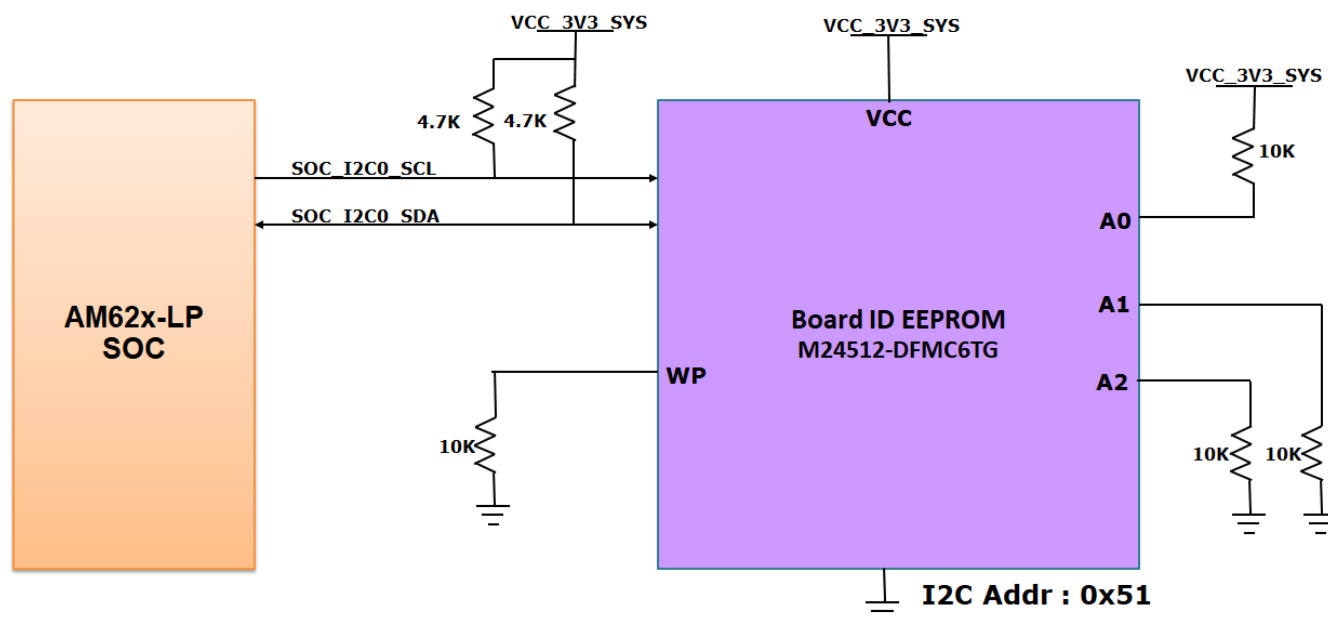 VCC_3V3_SYS
VCC_3V3_SYS
VCC_3V3_SYS
4.7K
4.7K
VCC
10K
SOC_I2C0_SCL
SOC_I2C0_SDA
A0
AM62x-LP
SOC
Board ID EEPROM
M24512-DFMC6TG
A1
WP
A2
10K
10K
10K
I2C Addr : 0x51